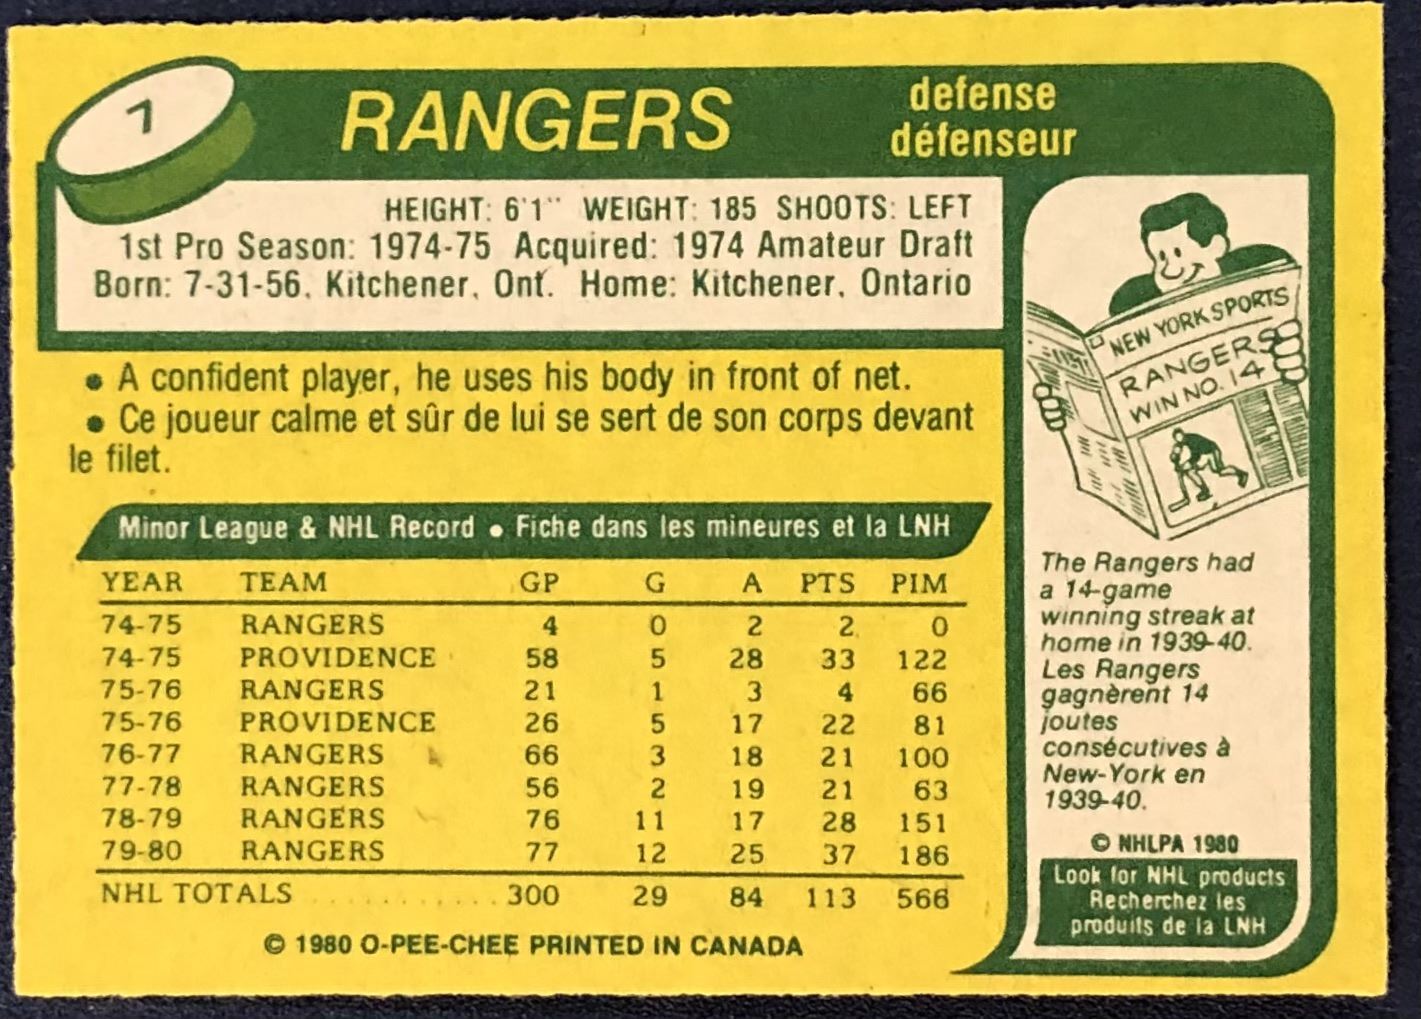 7
RANGERS
defense
défenseur
HEIGHT: 6'1" WEIGHT: 185 SHOOTS: LEFT
1st Pro Season: 1974-75 Acquired: 1974 Amateur Draft
Born: 7-31-56, Kitchener, Ont. Home: Kitchener, Ontario
• A confident player, he uses his body in front of net.
• Ce joueur calme et sûr de lui se sert de son corps devant
le filet.
Minor League & NHL Record • Fiche dans les mineures et la LNH
YEAR TEAM GP G A PTS PIM
74-75 RANGERS 4 0 2 2 0
74-75 PROVIDENCE 58 5 28 33 122
75-76 RANGERS 21 1 3 4 66
75-76 PROVIDENCE 26 5 17 22 81
76-77 RANGERS 66 3 18 21 100
77-78 RANGERS 56 2 19 21 63
78-79 RANGERS 76 11 17 28 151
79-80 RANGERS 77 12 25 37 186
NHL TOTALS ............ 300 29 84 113 566
© 1980 O-PEE-CHEE PRINTED IN CANADA
NEW YORK SPORTS
RANGERS
WIN NO. 14
The Rangers had
a 14-game
winning streak at
home in 1939-40.
Les Rangers
gagnèrent 14
joutes
consécutives à
New-York en
1939-40.
© NHLPA 1980
Look for NHL products
Recherchez les
produits de la LNH